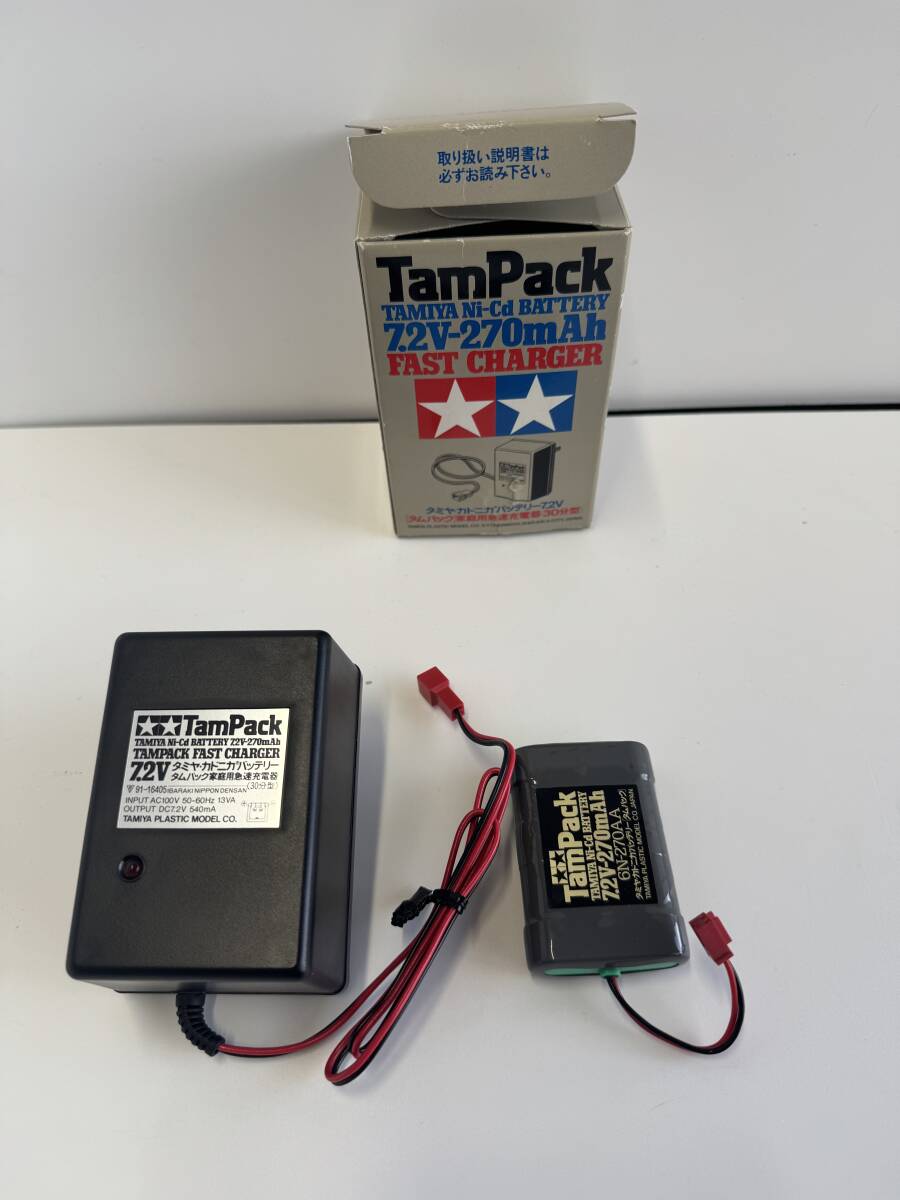 取り扱い説明書は
必ずお読み下さい。
TamPack
TAMIYA Ni-Cd BATTERY
7.2V-270mAh
FAST CHARGER
TamPack
タミヤ・カドニカバッテリー7.2V
[タムパック]家庭用急速充電器(30分型)
TamPack
TAMIYA Ni-Cd BATTERY 7.2V-270mAh
TAMPACK FAST CHARGER
7.2V タミヤ・カドニカバッテリー
タムパック家庭用急速充電器
(30分型)
91-16405 IBARAKI NIPPON DENSAN
INPUT AC100V 50-60Hz 13VA
OUTPUT DC7.2V 540mA
TAMIYA PLASTIC MODEL CO.
TamPack
TAMIYA Ni-Cd BATTERY
7.2V-270mAh
6N-270AA
タミヤ・カドニカバッテリー タムパック
TAMIYA PLASTIC MODEL CO. JAPAN